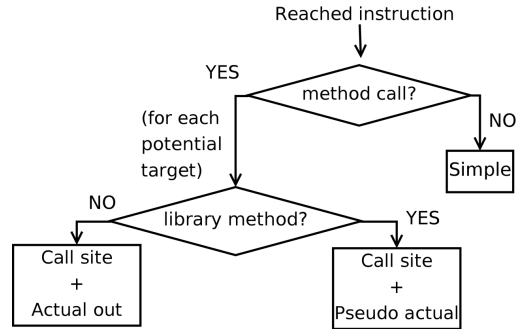 Reached instruction
YES
method call?
NO
(for each
potential
target)
Simple
NO
library method?
YES
Call site
+
Actual out
Call site
+
Pseudo actual